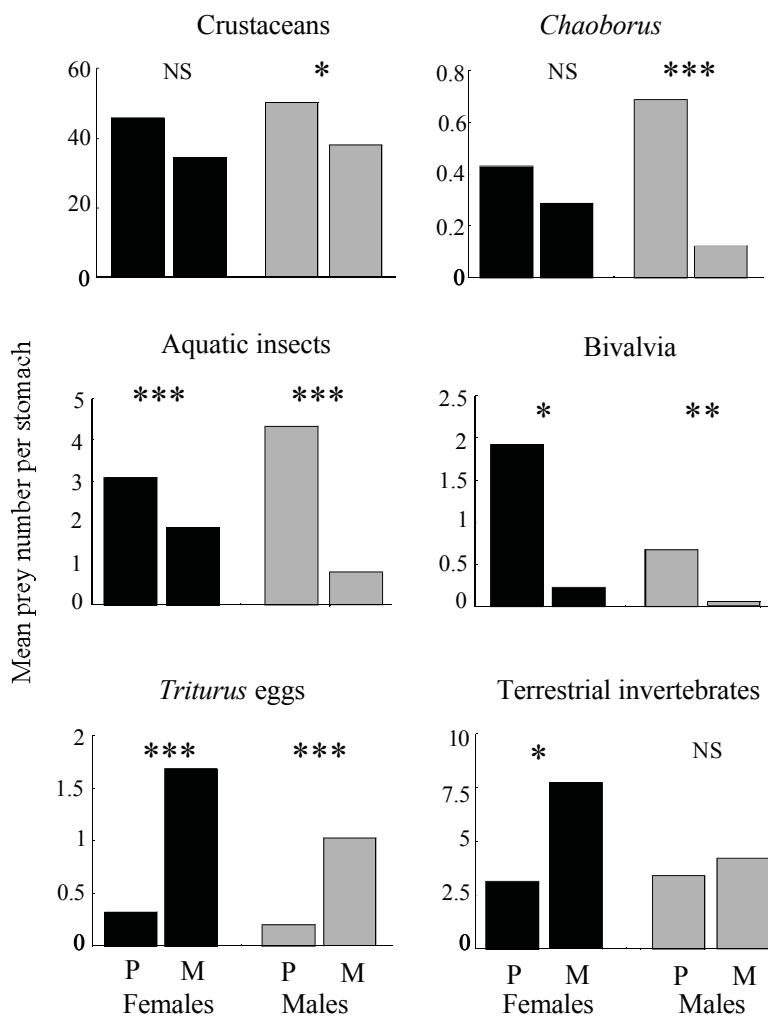 Crustaceans
NS *
60
40
20
0
Chaoborus
NS ***
0.8
0.6
0.4
0.2
0
Mean prey number per stomach
Aquatic insects
*** ***
5
4
3
2
1
0
Bivalvia
* **
2.5
2
1.5
1
0.5
0
Triturus eggs
*** ***
2
1.5
1
0.5
0
P M P M
Females Males
Terrestrial invertebrates
* NS
10
7.5
5
2.5
0
P M P M
Females Males